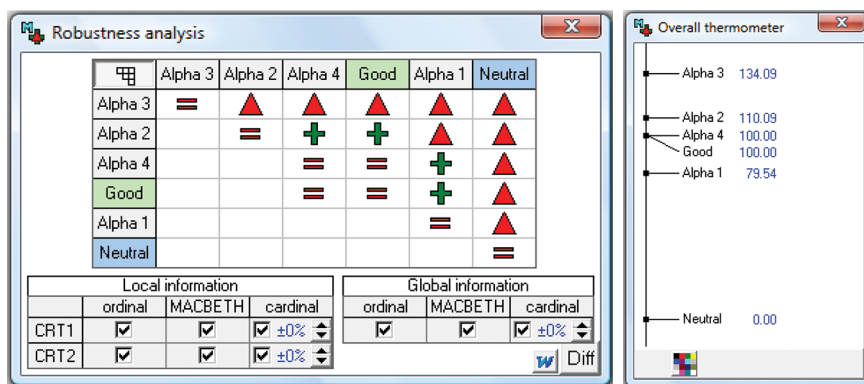 Robustness analysis
Alpha 3 Alpha 2 Alpha 4 Good Alpha 1 Neutral
Alpha 3
Alpha 2
Alpha 4
Good
Alpha 1
Neutral
Local information
ordinal MACBETH cardinal
CRT1 ±0%
CRT2 ±0%
Global information
ordinal MACBETH cardinal
±0%
W Diff
Overall thermometer
Alpha 3 134.09
Alpha 2 110.09
Alpha 4 100.00
Good 100.00
Alpha 1 79.54
Neutral 0.00